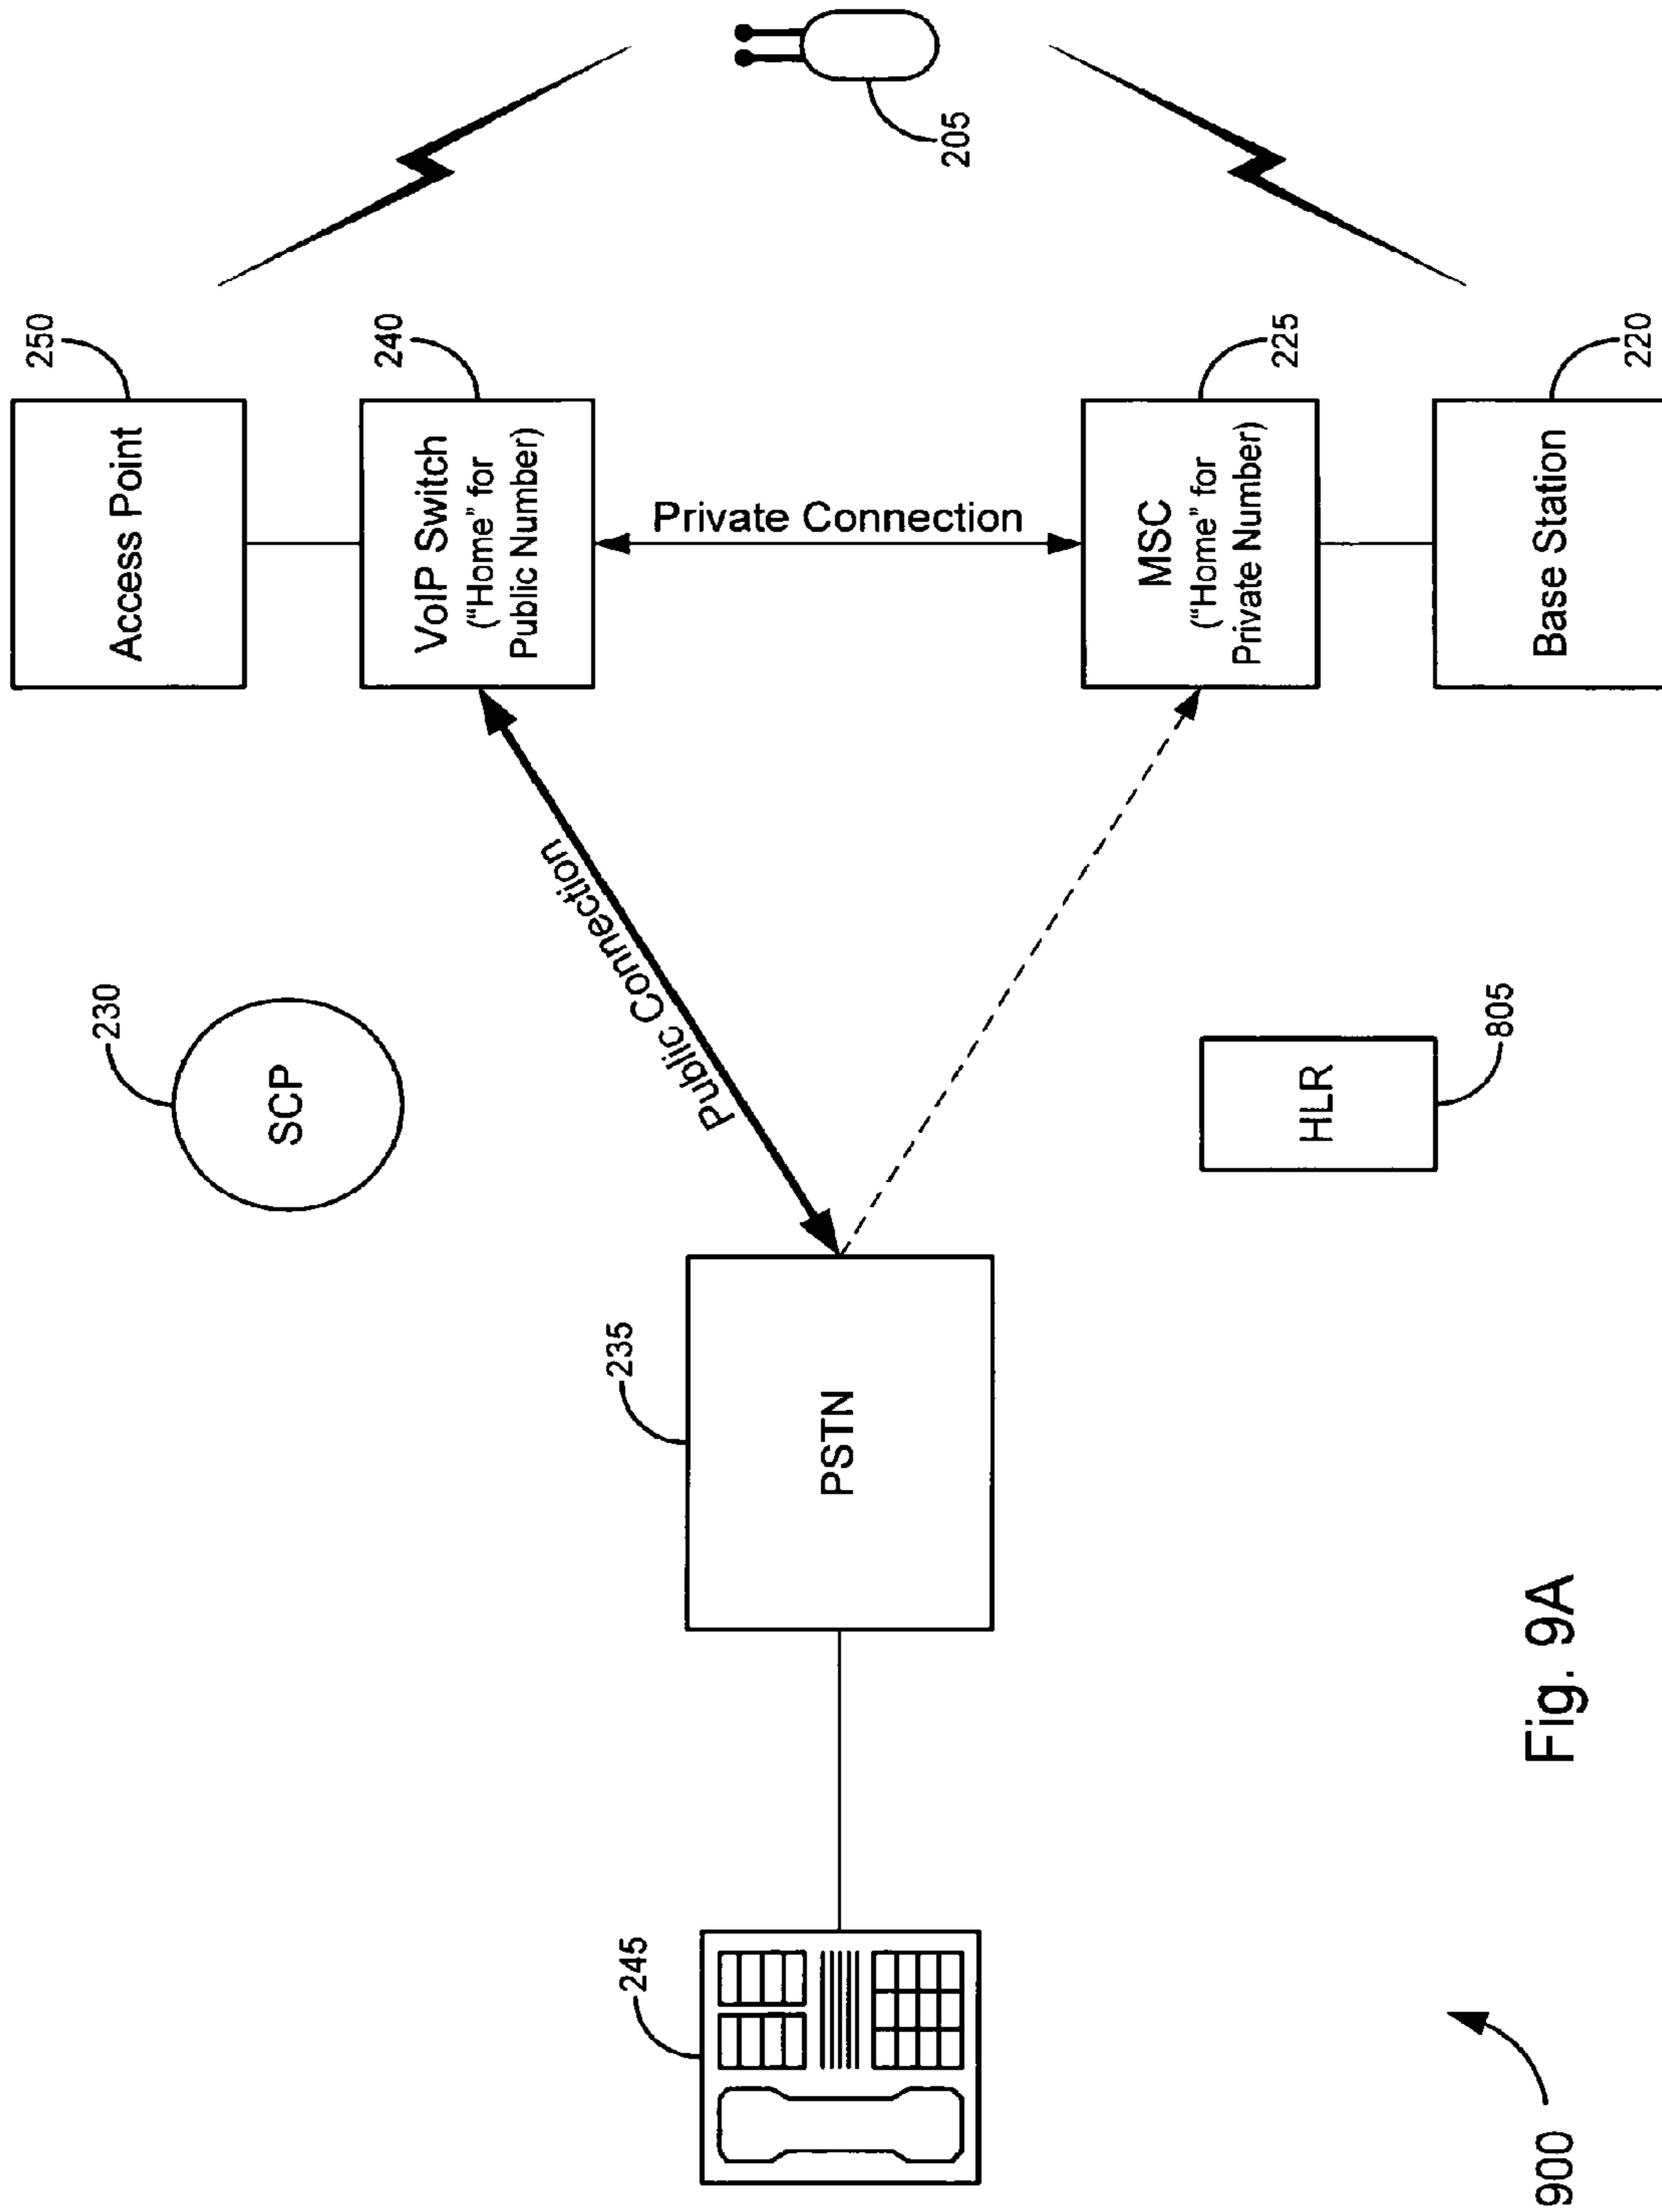 250
Access Point
240
VoIP Switch
("Home" for
Public Number)
Private Connection
225
MSC
("Home" for
Private Number)
220
Base Station
205
Public Connection
230
SCP
HLR
805
235
PSTN
245
900
Fig. 9A